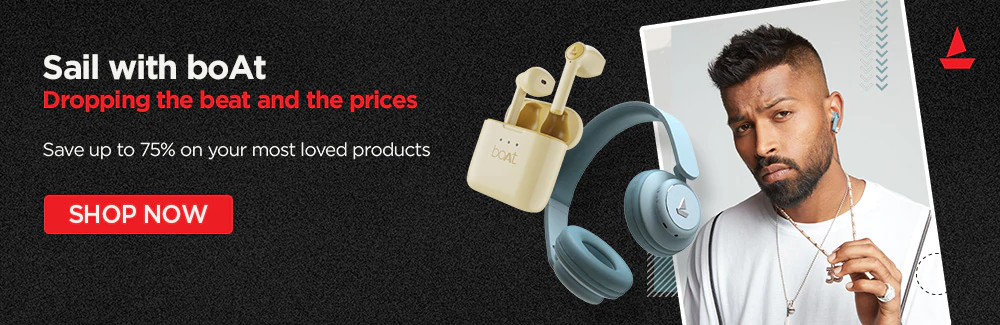 Sail with boAt
Dropping the beat and the prices
Save up to 75% on your most loved products
SHOP NOW
boAt